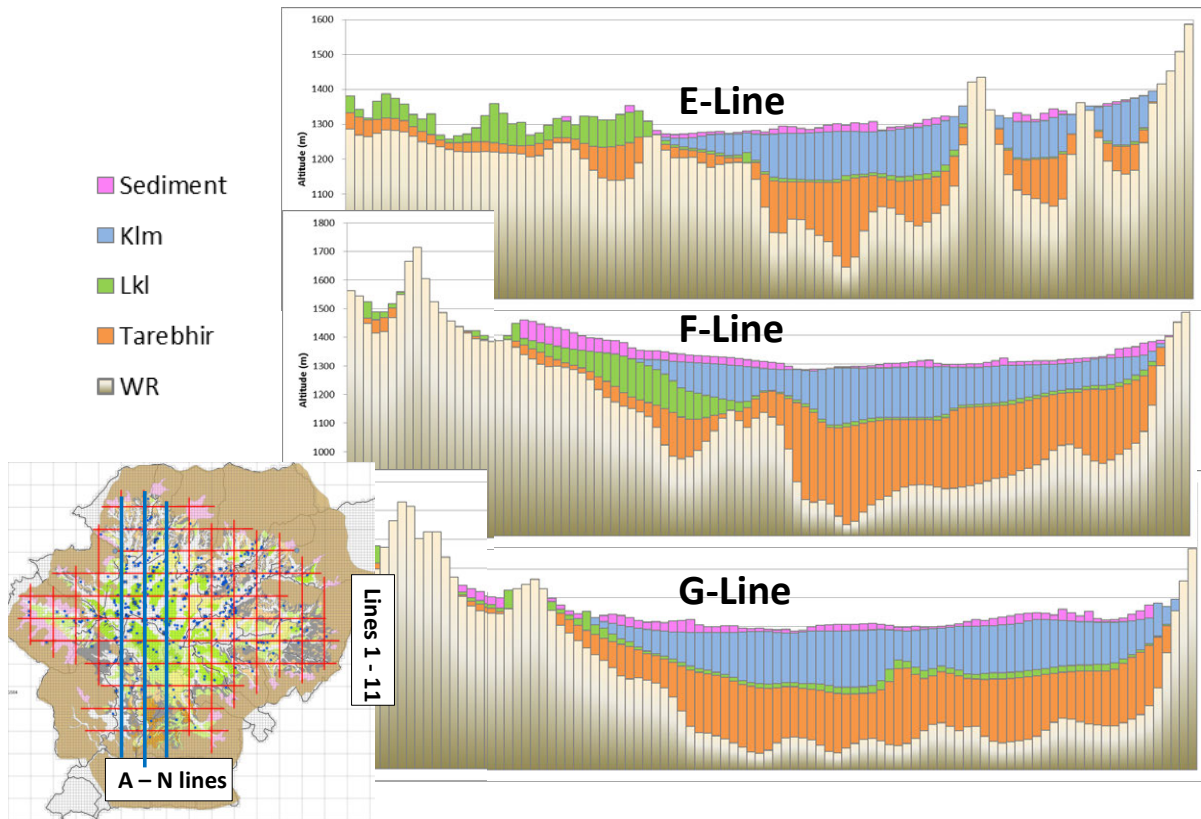 1600
1500
1400
1300
1200
1100
Altitude (m)
E-Line
Sediment
Klm
Lkl
Tarebhir
WR
1800
1700
1600
1500
1400
1300
1200
1100
1000
Altitude (m)
F-Line
G-Line
Lines 1 - 11
A – N lines